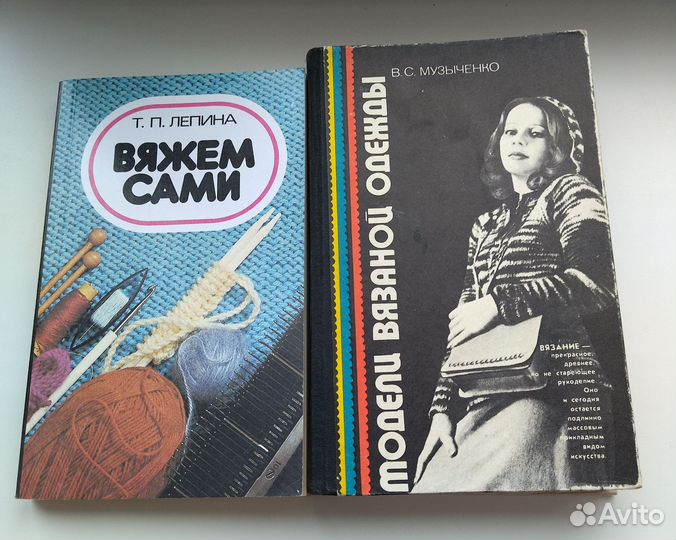 Т. П. ЛЕПИНА
ВЯЖЕМ
САМИ
В. С. МУЗЫЧЕНКО
МОДЕЛИ ВЯЗАНОЙ ОДЕЖДЫ
ВЯЗАНИЕ —
прекрасное,
древнее,
но не стареющее
рукоделие.
Оно
и сегодня
остается
подлинно
массовым
прикладным
видом
искусства.
Avito